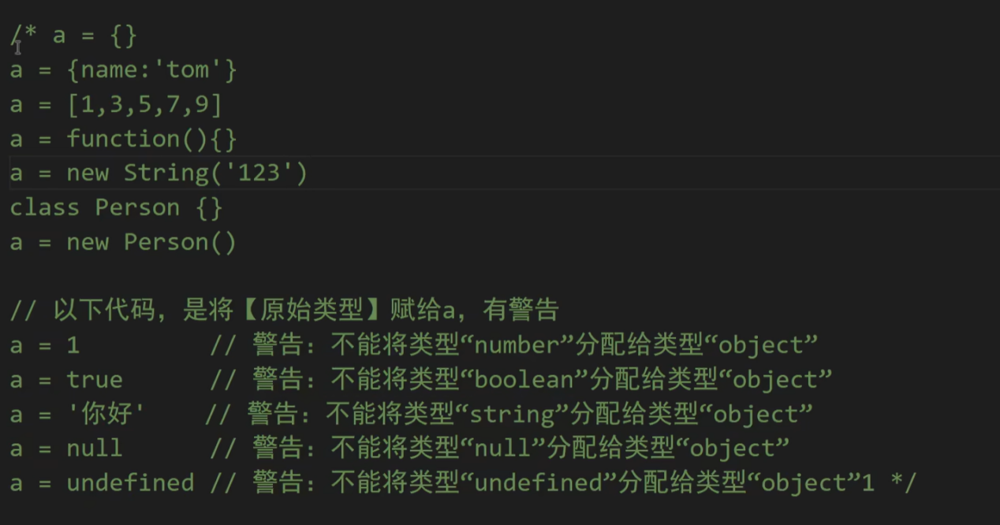 /* a = {}
a = {name:'tom'}
a = [1,3,5,7,9]
a = function(){}
a = new String('123')
class Person {}
a = new Person()
// 以下代码，是将【原始类型】赋给a，有警告
a = 1 // 警告：不能将类型“number”分配给类型“object”
a = true // 警告：不能将类型“boolean”分配给类型“object”
a = '你好' // 警告：不能将类型“string”分配给类型“object”
a = null // 警告：不能将类型“null”分配给类型“object”
a = undefined // 警告：不能将类型“undefined”分配给类型“object”1 */